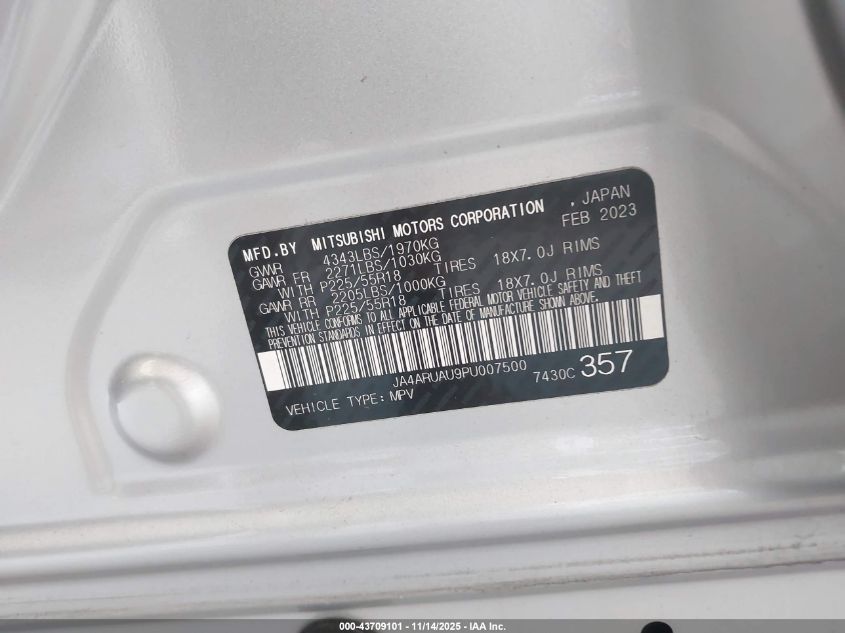 MFD.BY MITSUBISHI MOTORS CORPORATION , JAPAN
GVWR 4343LBS/1970KG FEB 2023
GAWR FR 2271LBS/1030KG
WITH P225/55R18 TIRES 18X7.0J RIMS
GAWR RR 2205LBS/1000KG
WITH P225/55R18 TIRES 18X7.0J RIMS
THIS VEHICLE CONFORMS TO ALL APPLICABLE FEDERAL MOTOR VEHICLE SAFETY AND THEFT
PREVENTION STANDARDS IN EFFECT ON THE DATE OF MANUFACTURE SHOWN ABOVE.
JA4ARUAU9PU007500
VEHICLE TYPE: MPV 7430C 357
000-43709101 - 11/14/2025 - IAA Inc.